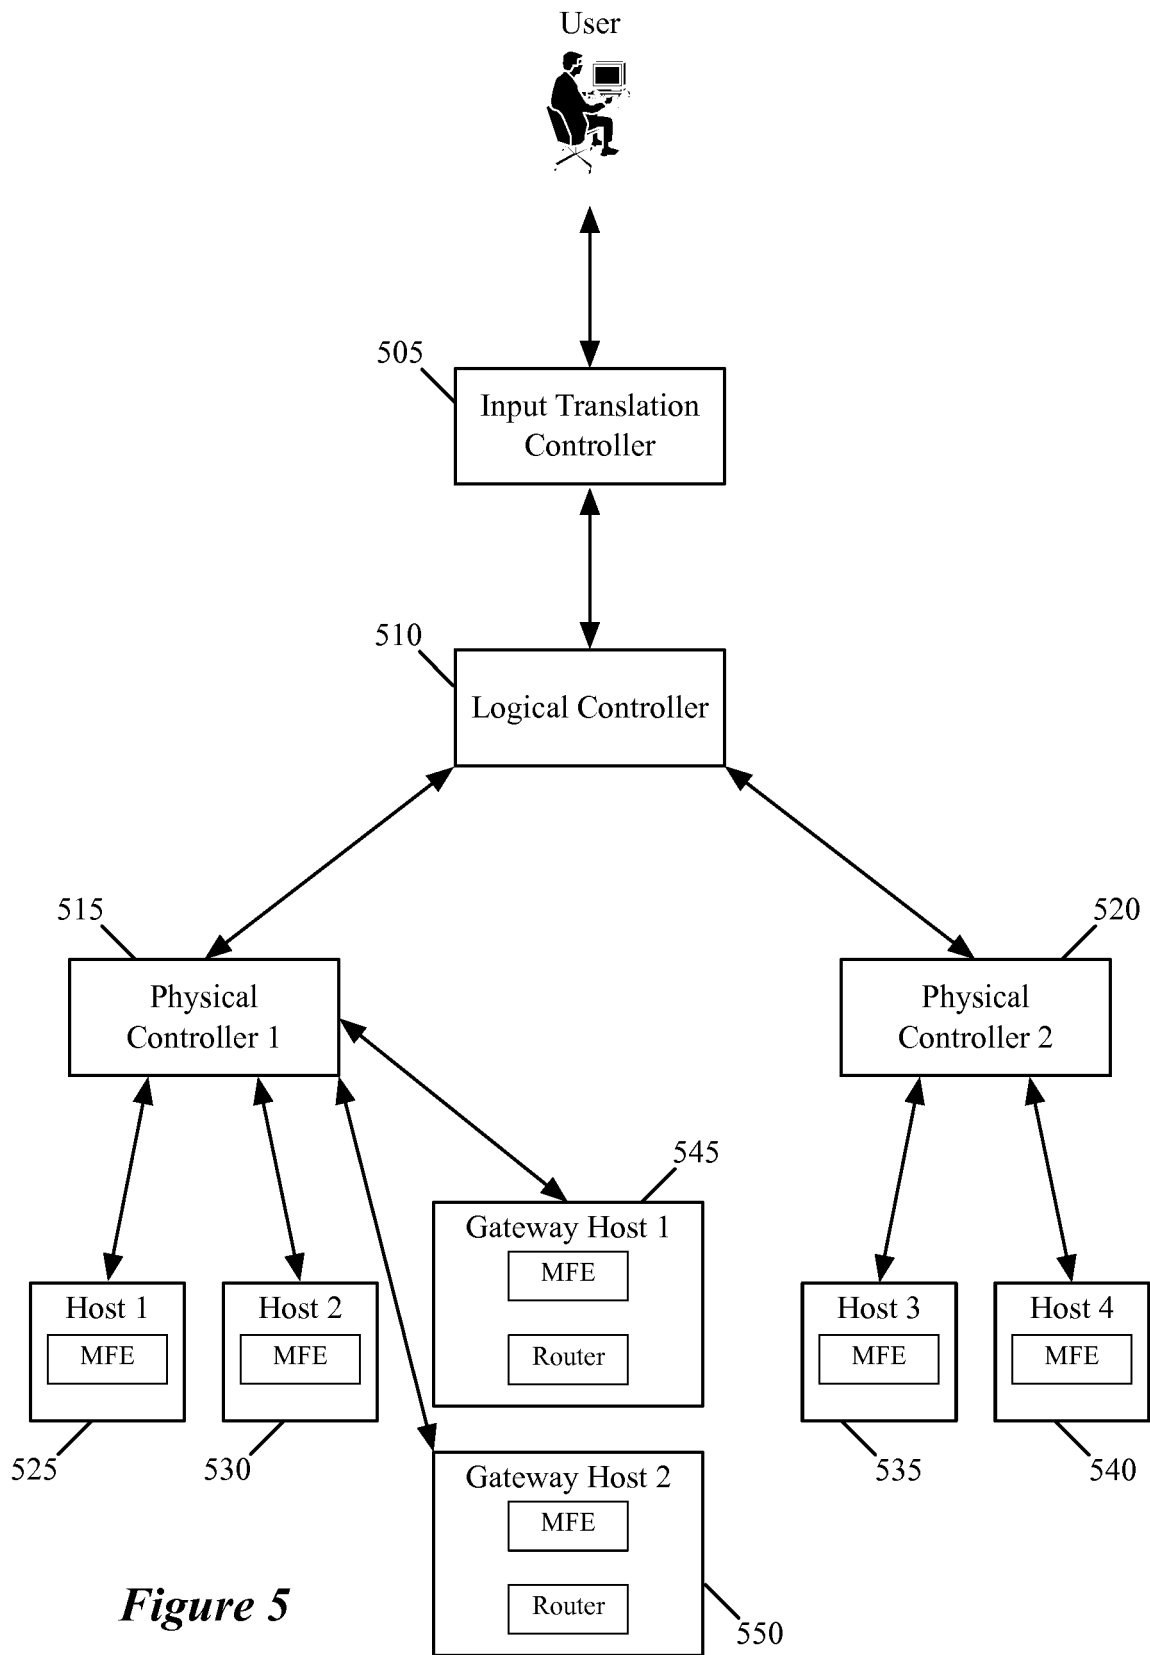 User
505
Input Translation
Controller
510
Logical Controller
515
Physical
Controller 1
520
Physical
Controller 2
545
Gateway Host 1
MFE
Router
Host 1
MFE
Host 2
MFE
Host 3
MFE
Host 4
MFE
525
530
535
540
Gateway Host 2
MFE
Router
550
Figure 5